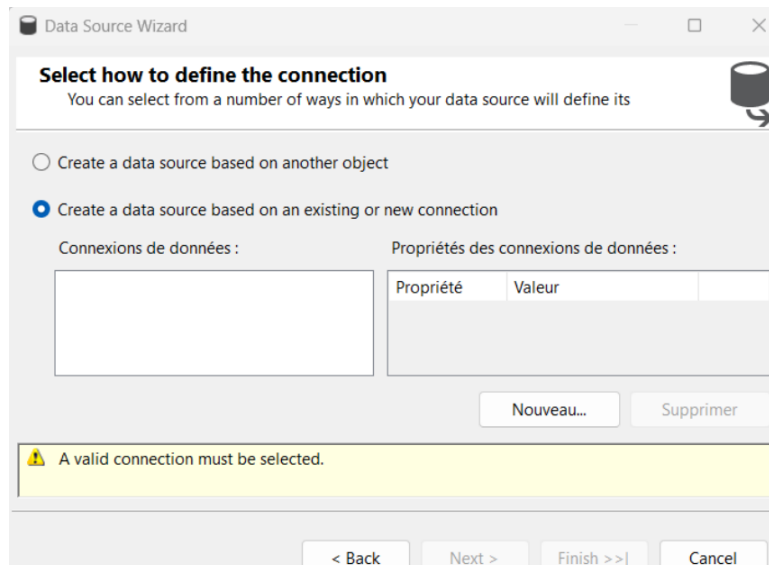 Data Source Wizard
Select how to define the connection
You can select from a number of ways in which your data source will define its
Create a data source based on another object
Create a data source based on an existing or new connection
Connexions de données :
Propriétés des connexions de données :
Propriété Valeur
Nouveau... Supprimer
A valid connection must be selected.
< Back Next > Finish >>| Cancel